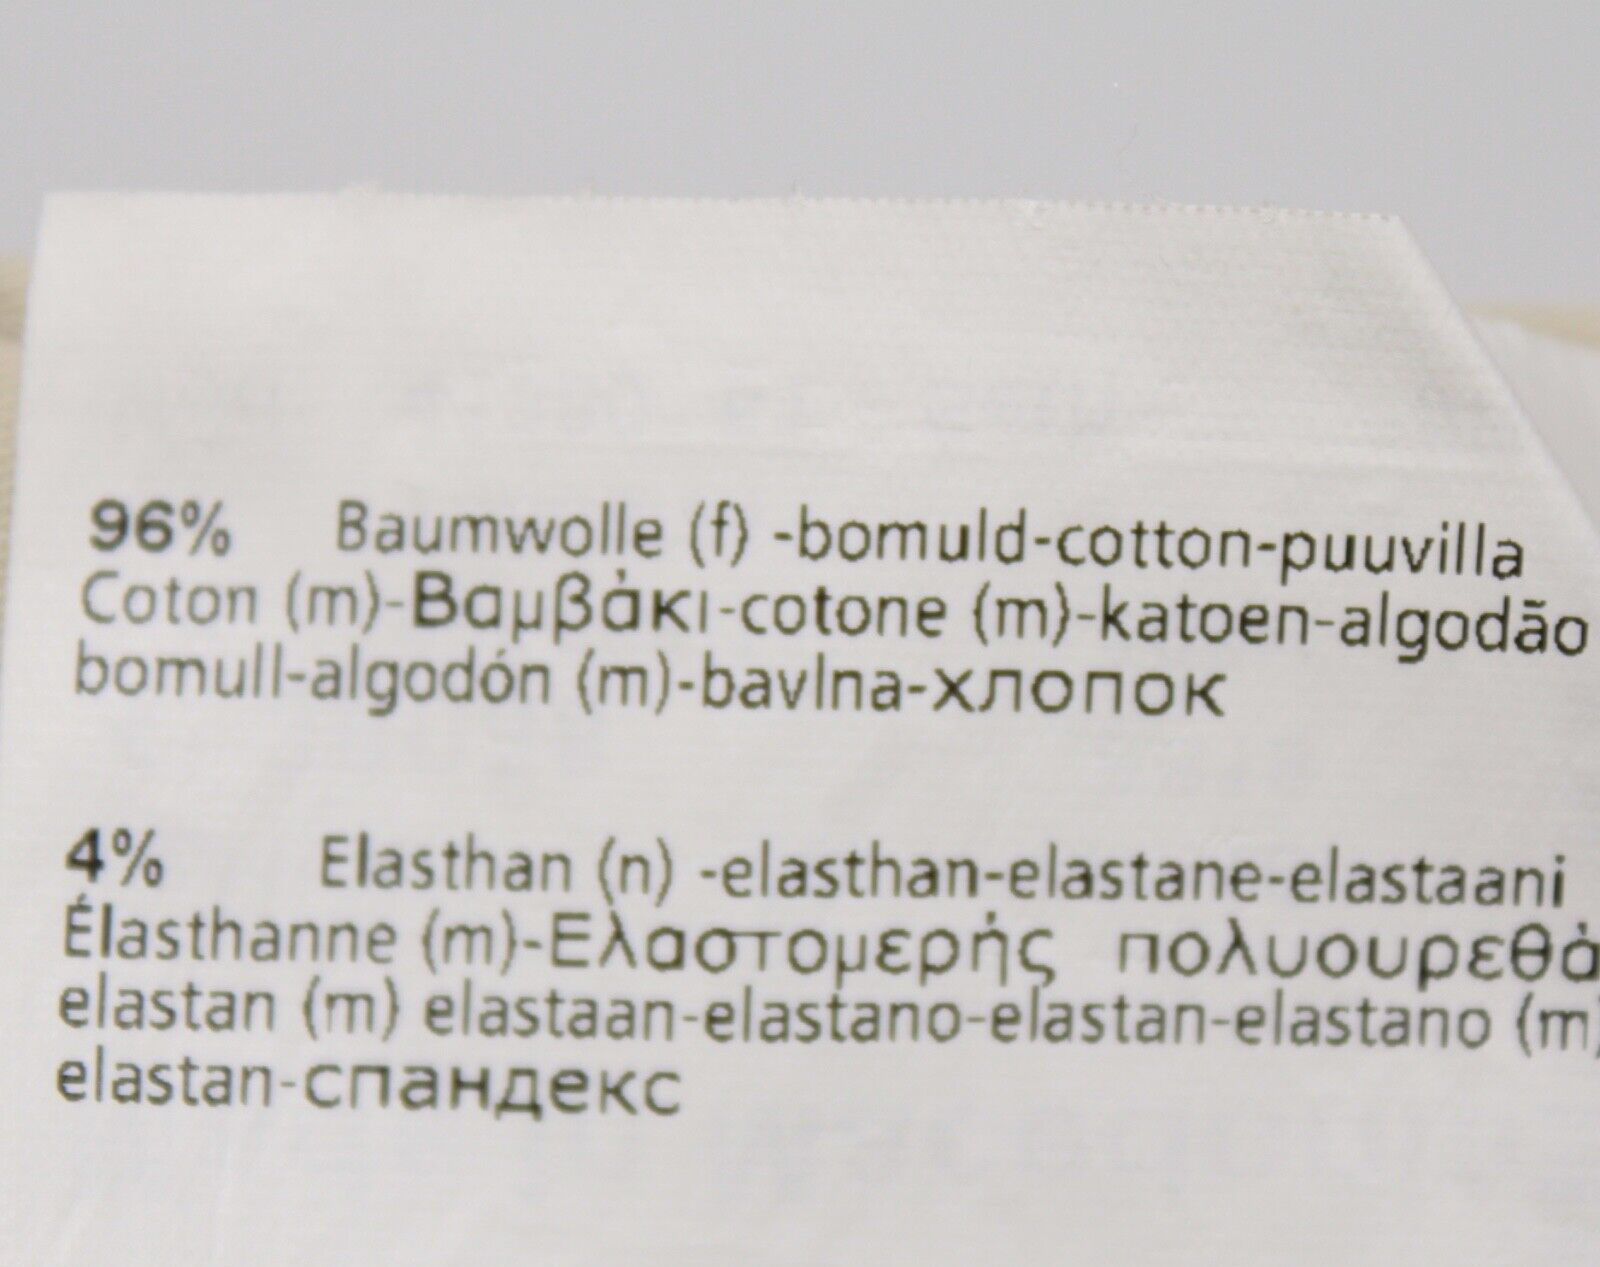 96% Baumwolle (f) -bomuld-cotton-puuvilla
Coton (m)-Βαμβάκι-cotone (m)-katoen-algodão
bomull-algodón (m)-bavlna-хлопок
4% Elasthan (n) -elasthan-elastane-elastaani
Élasthanne (m)-Ελαστομερής πολυουρεθά
elastan (m) elastaan-elastano-elastan-elastano (m)
elastan-спандекс